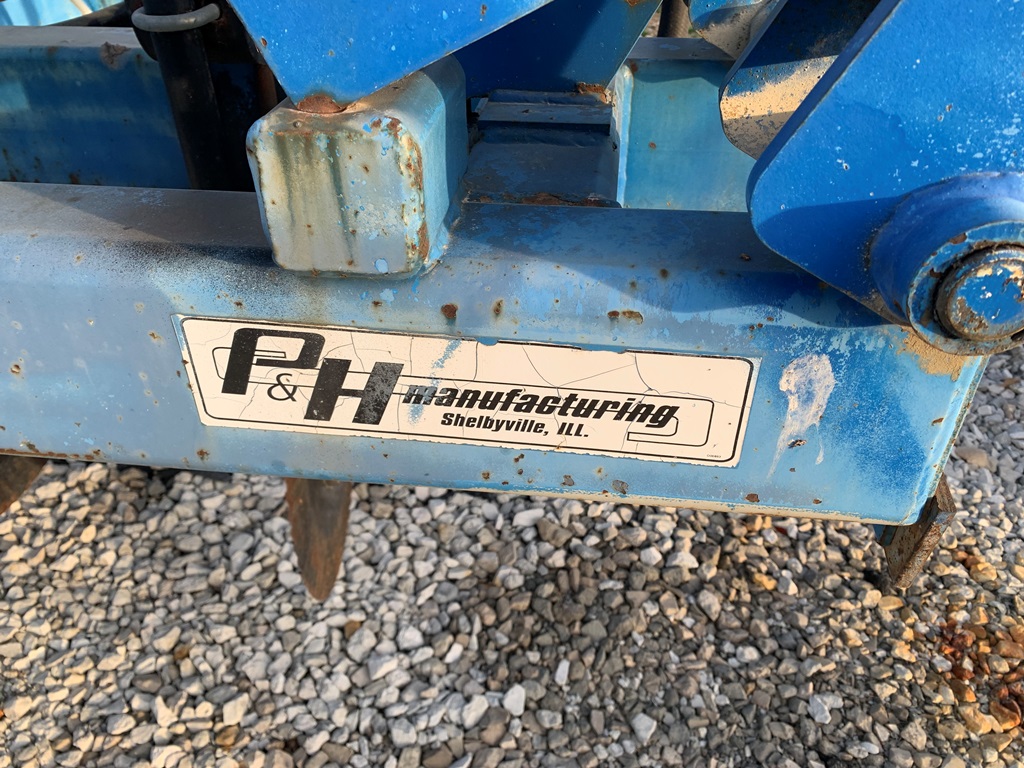 P&H manufacturing
Shelbyville, ILL.